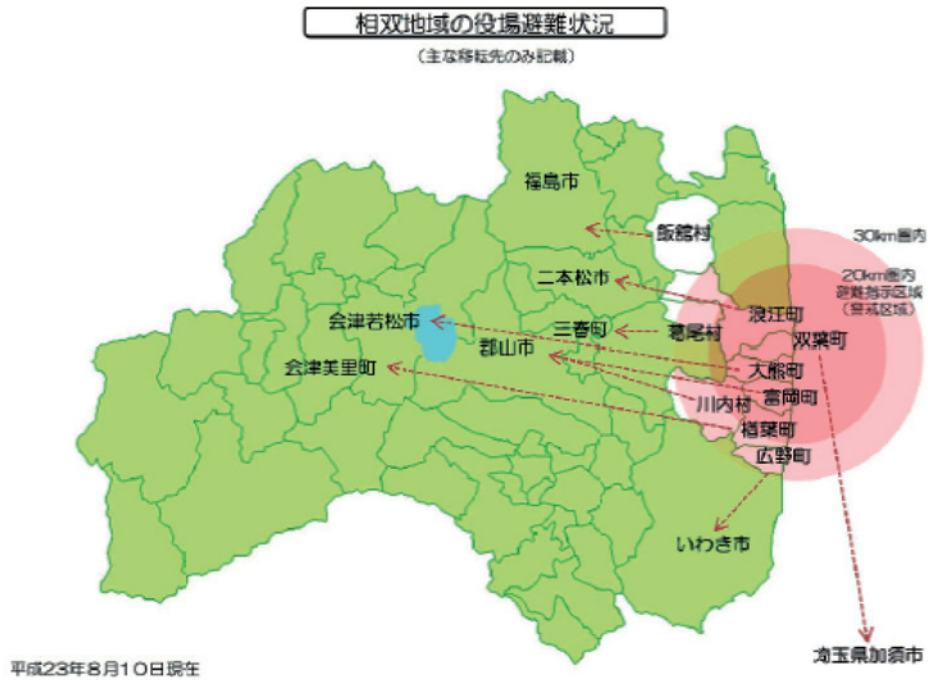 相双地域の役場避難状況
(主な移転先のみ記載)
福島市
飯舘村
30km圏内
20km圏内
避難指示区域
(警戒区域)
二本松市
浪江町
会津若松市
三春町
葛尾村
双葉町
郡山市
会津美里町
大熊町
富岡町
川内村
楢葉町
広野町
いわき市
埼玉県加須市
平成23年8月10日現在